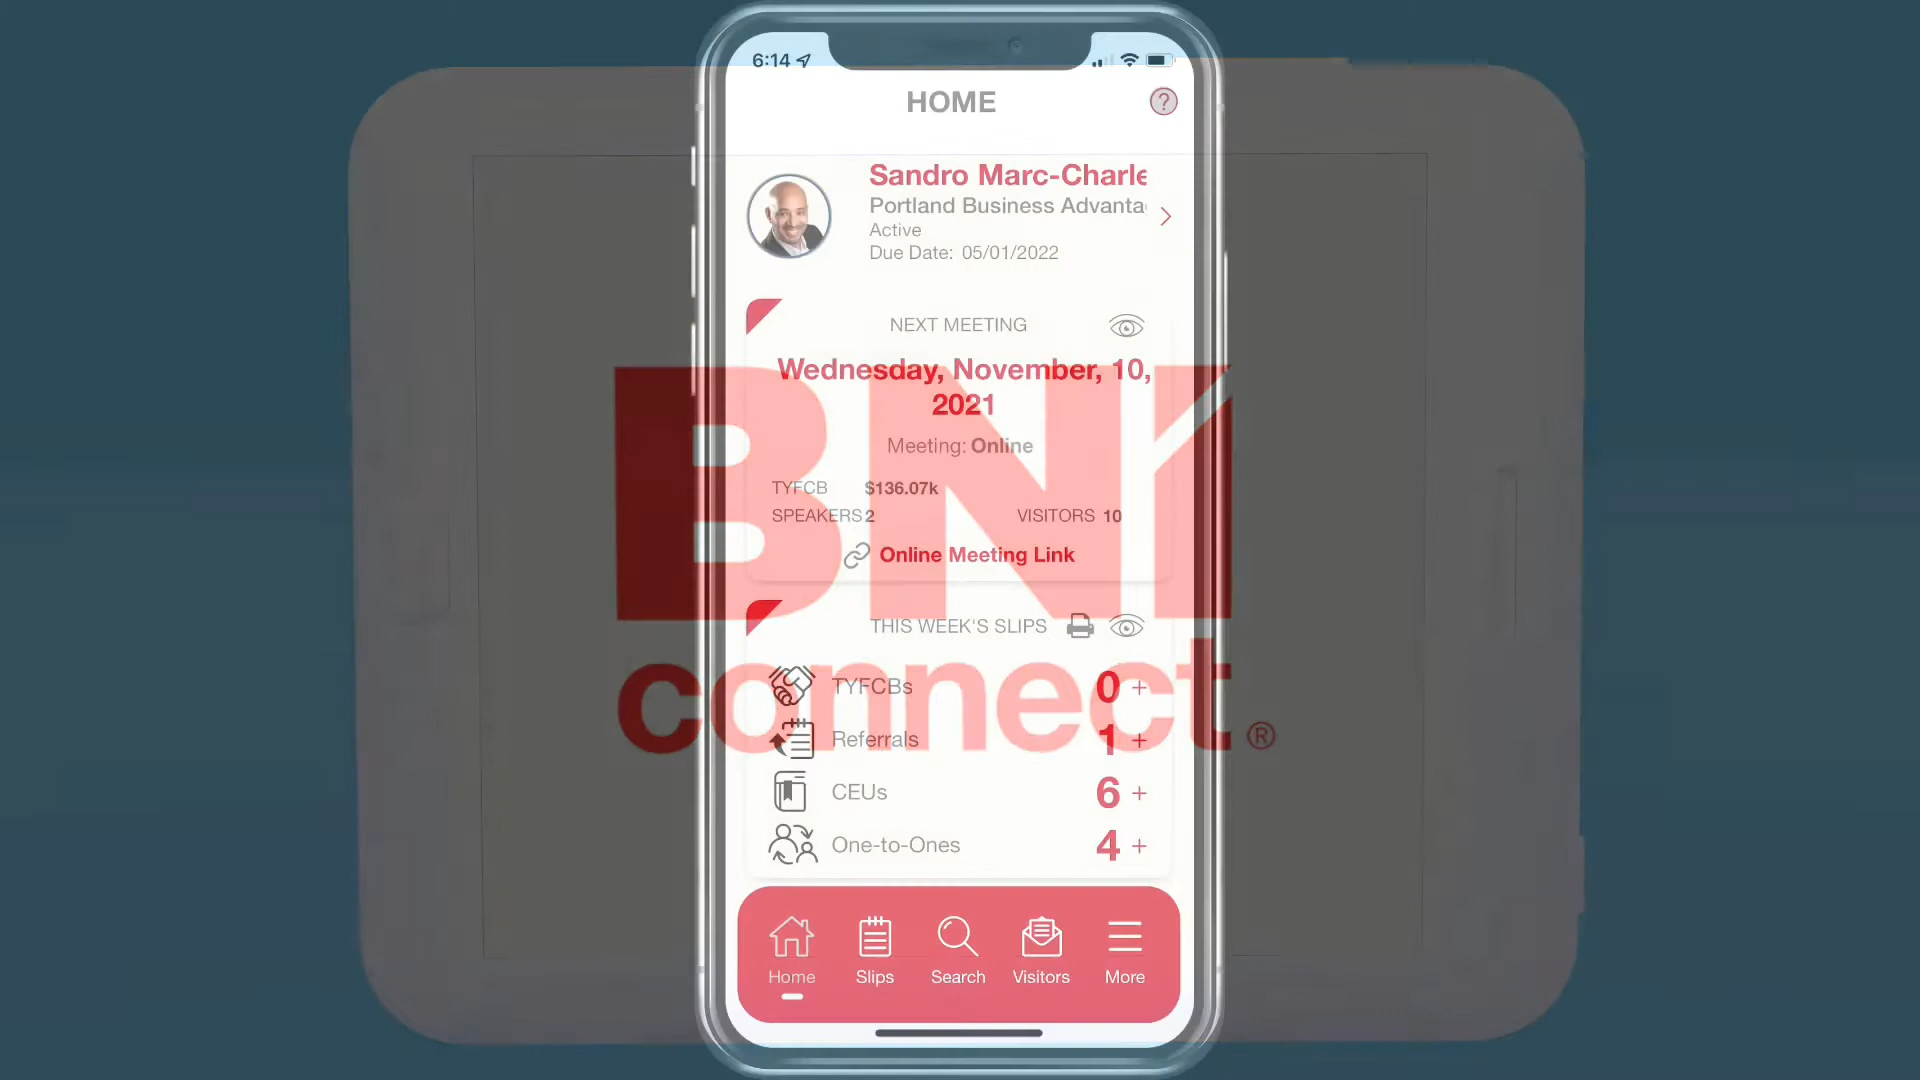 6:14
HOME
?
Sandro Marc-Charle
Portland Business Advanta
Active
Due Date: 05/01/2022
NEXT MEETING
Wednesday, November, 10,
2021
Meeting: Online
TYFCB $136.07k
SPEAKERS 2 VISITORS 10
Online Meeting Link
BNI
connect®
THIS WEEK'S SLIPS
TYFCBs 0 +
Referrals 1 +
CEUs 6 +
One-to-Ones 4 +
Home Slips Search Visitors More